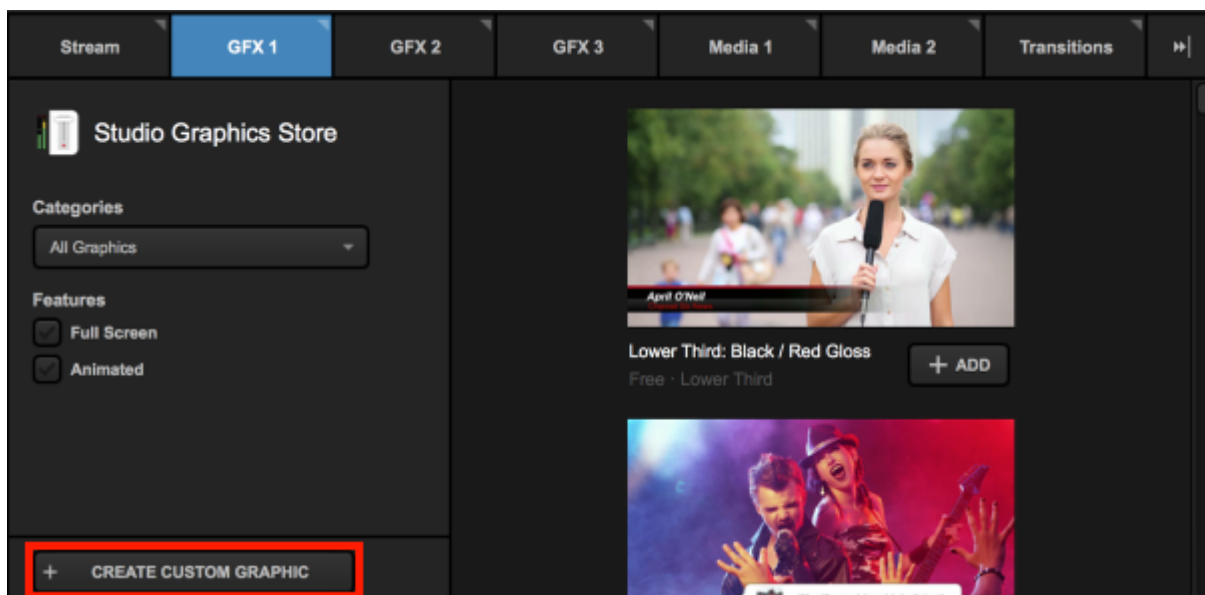 Stream
GFX 1
GFX 2
GFX 3
Media 1
Media 2
Transitions
Studio Graphics Store
Categories
All Graphics
Features
Full Screen
Animated
+ CREATE CUSTOM GRAPHIC
April O'Neil
Lower Third: Black / Red Gloss
Free · Lower Third
+ ADD